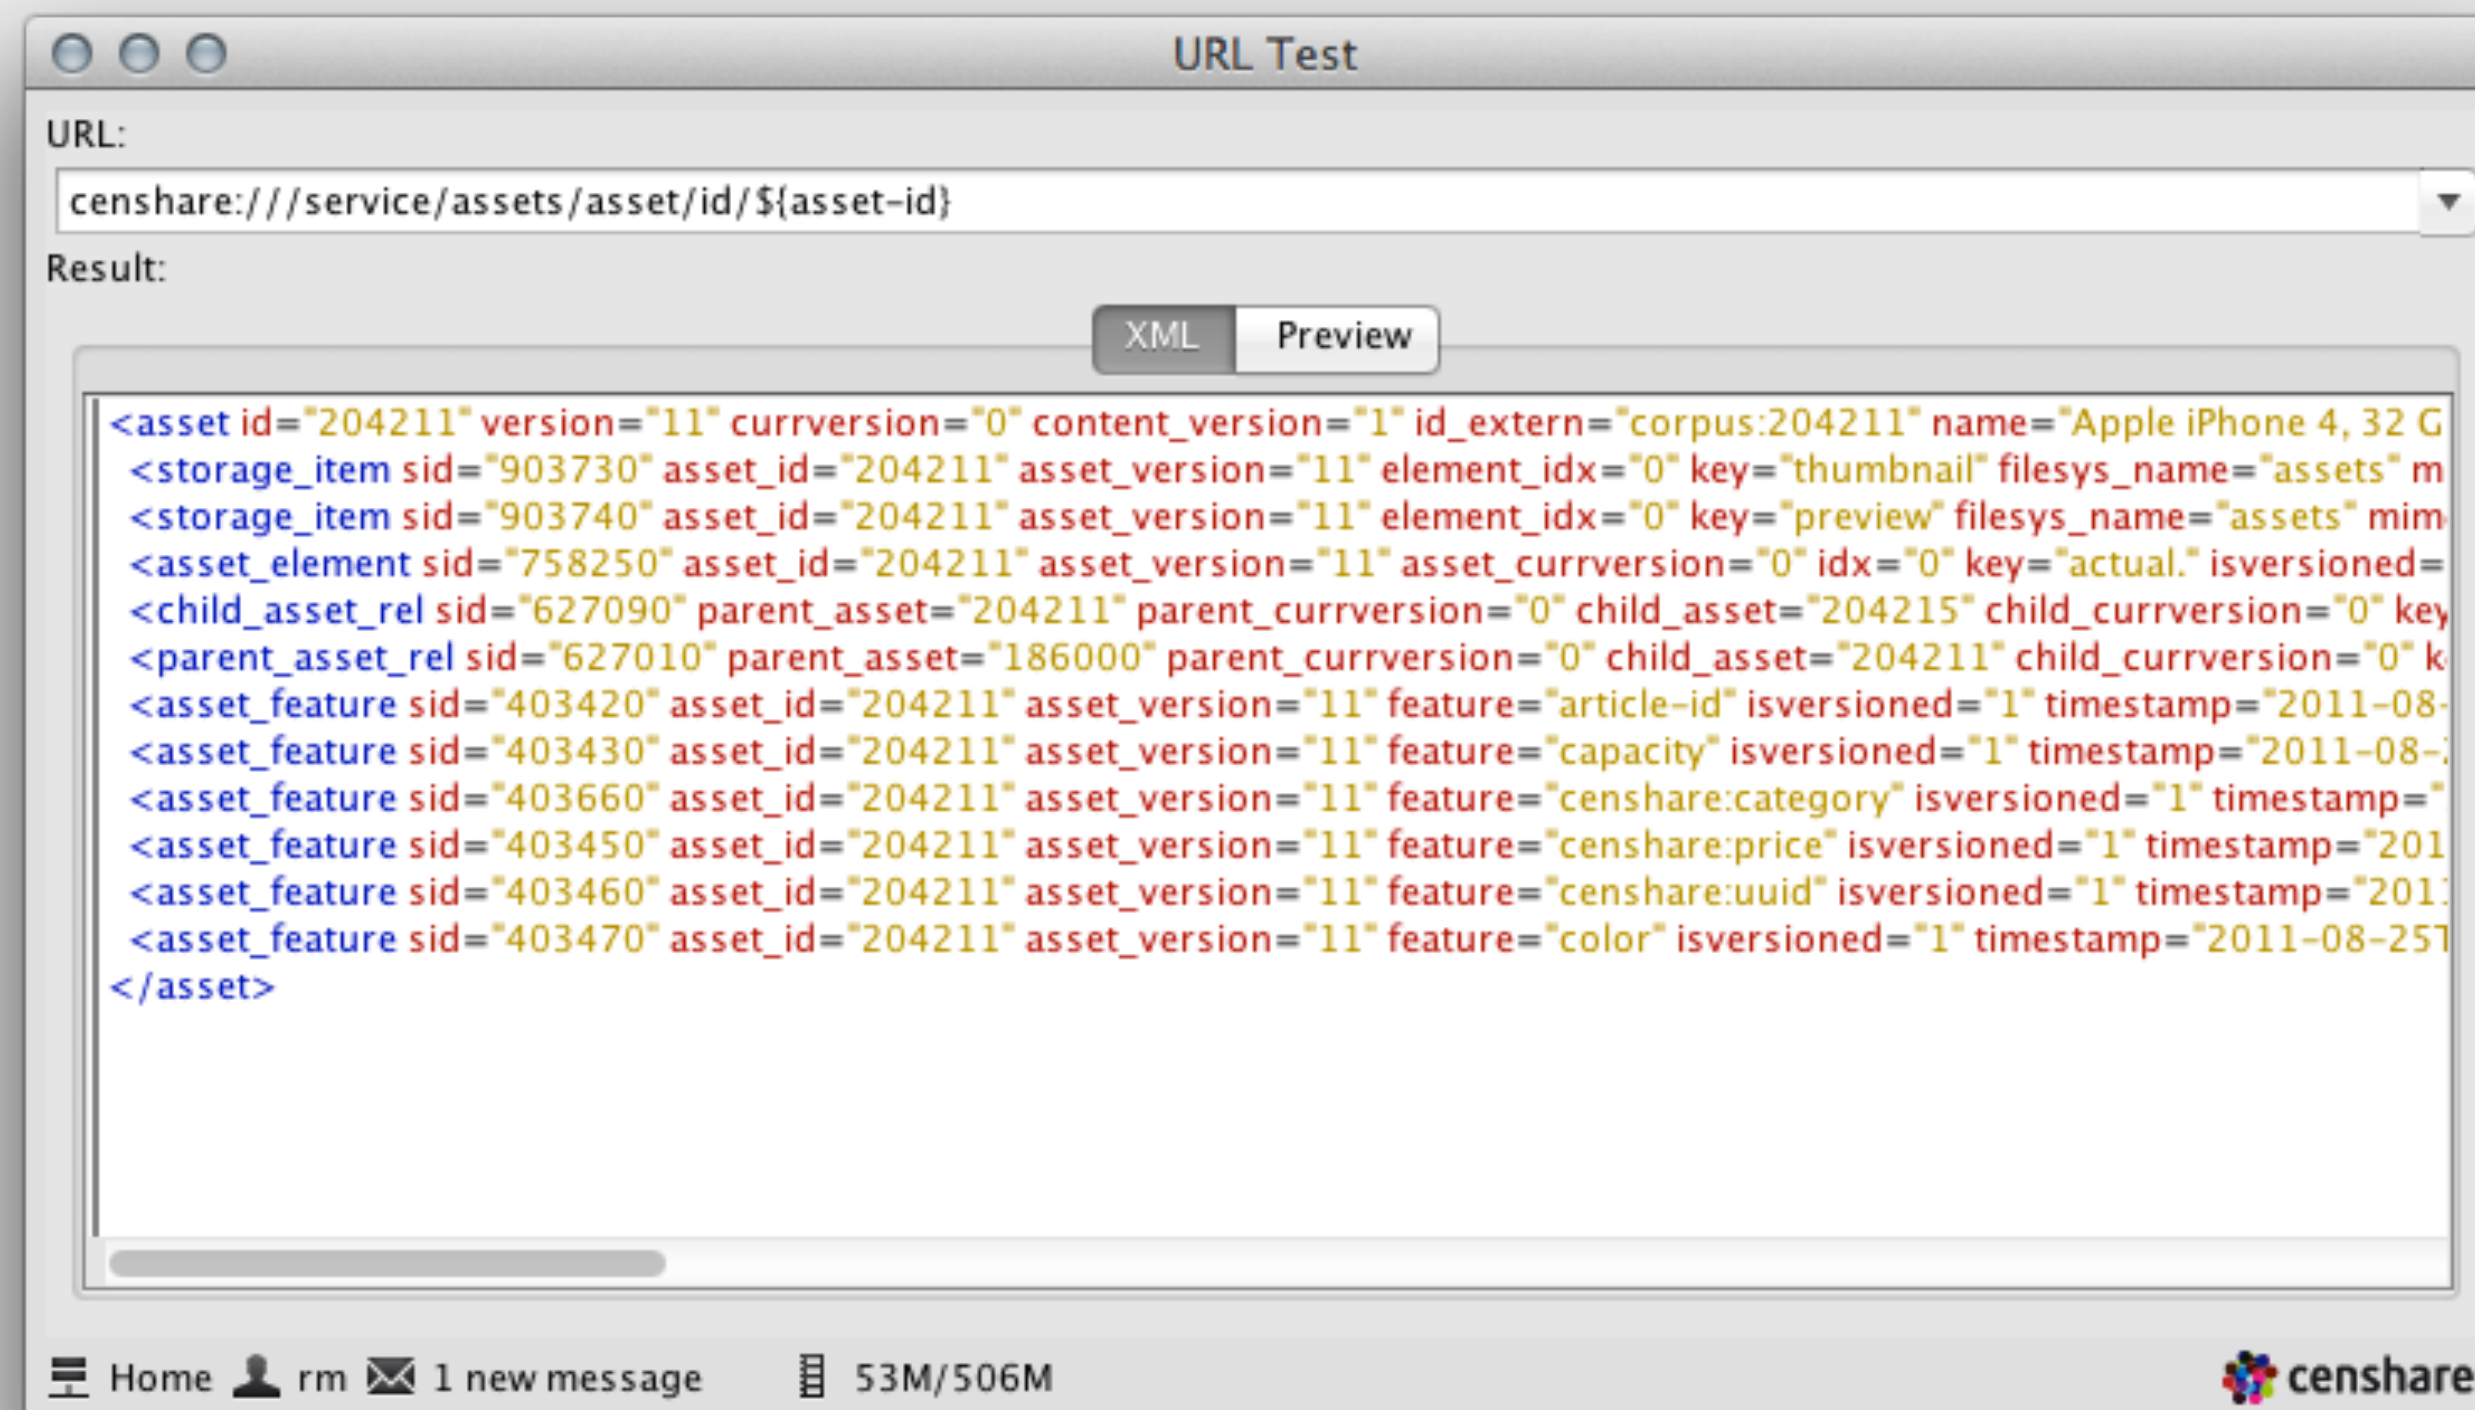 URL Test
URL:
censhare:///service/assets/asset/id/${asset-id}
Result:
XML Preview
<asset id="204211" version="11" currversion="0" content_version="1" id_extern="corpus:204211" name="Apple iPhone 4, 32 G
<storage_item sid="903730" asset_id="204211" asset_version="11" element_idx="0" key="thumbnail" filesys_name="assets" m
<storage_item sid="903740" asset_id="204211" asset_version="11" element_idx="0" key="preview" filesys_name="assets" mim
<asset_element sid="758250" asset_id="204211" asset_version="11" asset_currversion="0" idx="0" key="actual." isversioned=
<child_asset_rel sid="627090" parent_asset="204211" parent_currversion="0" child_asset="204215" child_currversion="0" key
<parent_asset_rel sid="627010" parent_asset="186000" parent_currversion="0" child_asset="204211" child_currversion="0" k
<asset_feature sid="403420" asset_id="204211" asset_version="11" feature="article-id" isversioned="1" timestamp="2011-08-
<asset_feature sid="403430" asset_id="204211" asset_version="11" feature="capacity" isversioned="1" timestamp="2011-08-
<asset_feature sid="403660" asset_id="204211" asset_version="11" feature="censhare:category" isversioned="1" timestamp="
<asset_feature sid="403450" asset_id="204211" asset_version="11" feature="censhare:price" isversioned="1" timestamp="201
<asset_feature sid="403460" asset_id="204211" asset_version="11" feature="censhare:uuid" isversioned="1" timestamp="201
<asset_feature sid="403470" asset_id="204211" asset_version="11" feature="color" isversioned="1" timestamp="2011-08-25T
</asset>
Home rm 1 new message 53M/506M censhare